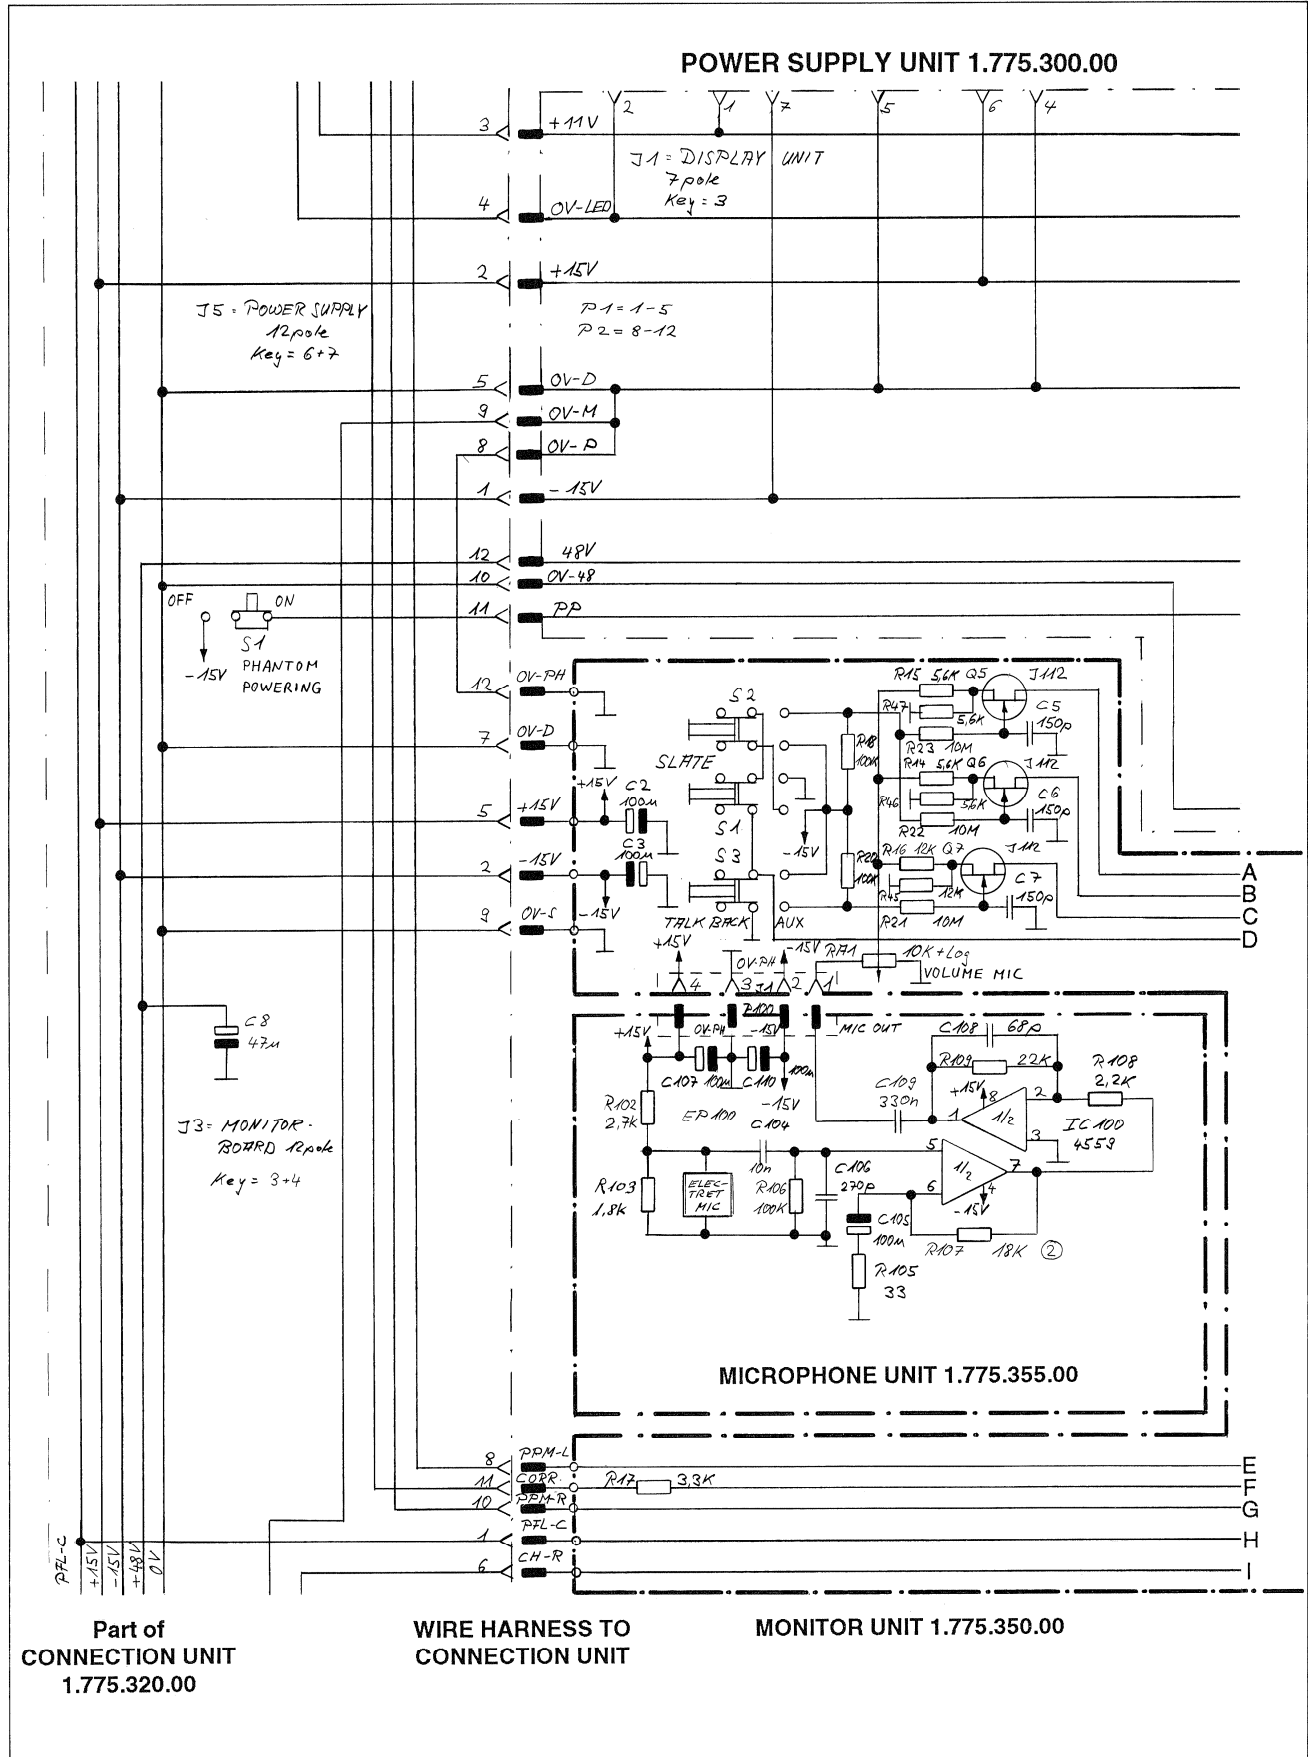 POWER SUPPLY UNIT 1.775.300.00
2 1 7 5 6 4
3 +11V
J1 = DISPLAY UNIT
7pole
Key = 3
4 0V-LED
2 +15V
J5 = POWER SUPPLY
12pole
Key = 6+7
P1 = 1-5
P2 = 8-12
5 0V-D
9 0V-M
8 0V-P
1 -15V
12 48V
10 0V-48
OFF ON
11 PP
S1
-15V PHANTOM
POWERING
12 0V-PH
7 0V-D
5 +15V
2 -15V
9 0V-S
+15V C2
100µ
C3
100µ
-15V
S2
SLATE
S1
S3
TALK BACK AUX
-15V
R18
100K
R20
100K
R15 5,6K Q5 J112
R47 5,6K C5
150p
R23 10M
R14 5,6K Q6 J112
R46 5,6K C6
150p
R22 10M
R16 12K Q7 J112
R45 12K C7
150p
R21 10M
A
B
C
D
+15V 0V-PH -15V RA1 10K+Log
VOLUME MIC
4 3 J1 2 1
P100
+15V 0V-PH -15V MIC OUT
C107 100µ C110 100µ
-15V
C8
47µ
R102
2,7K
EP100
C104
10n
C109
330n
C108 68p
R109 22K
R108
2,2K
+15V 8
1 1/2 2
3
IC100
4559
J3 = MONITOR-
BOARD 12pole
Key = 3+4
R103
1,8K
ELEC-
TRET
MIC
R106
100K
C106
270p
5 1/2 7
6 4
-15V
C105
100µ
R107 18K 2
R105
33
MICROPHONE UNIT 1.775.355.00
8 PPM-L E
11 CORR. R17 3,3K F
10 PPM-R G
1 PFL-C H
6 CH-R I
PFL-C
+15V
-15V
+48V
0V
Part of
CONNECTION UNIT
1.775.320.00
WIRE HARNESS TO
CONNECTION UNIT
MONITOR UNIT 1.775.350.00